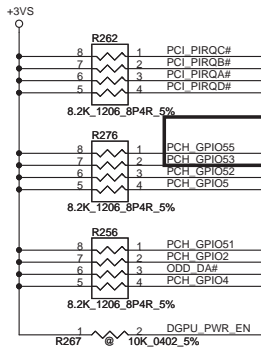 +3VS
R262
8 1 PCI_PIRQC#
7 2 PCI_PIRQB#
6 3 PCI_PIRQA#
5 4 PCI_PIRQD#
8.2K_1206_8P4R_5%
R276
8 1 PCH_GPIO55
7 2 PCH_GPIO53
6 3 PCH_GPIO52
5 4 PCH_GPIO5
8.2K_1206_8P4R_5%
R256
8 1 PCH_GPIO51
7 2 PCH_GPIO2
6 3 ODD_DA#
5 4 PCH_GPIO4
8.2K_1206_8P4R_5%
1 2 DGPU_PWR_EN
R267 @ 10K_0402_5%